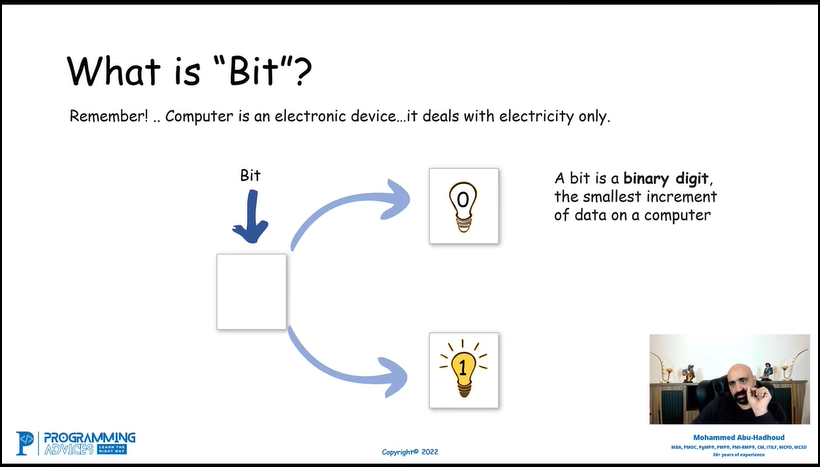 What is “Bit”?
Remember! .. Computer is an electronic device...it deals with electricity only.
Bit
0
A bit is a binary digit,
the smallest increment
of data on a computer
1
Mohammed Abu-Hadhoud
MBA, PMOC, PgMP®, PMP®, PMI-RMP®, CM, ITILF, MCPD, MCSD
26+ years of experience
PROGRAMMING
ADVICES LEARN THE
RIGHT WAY
Copyright© 2022